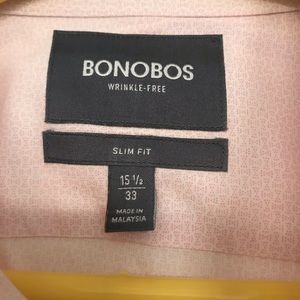 BONOBOS
WRINKLE-FREE
SLIM FIT
15 1/2
33
MADE IN
MALAYSIA